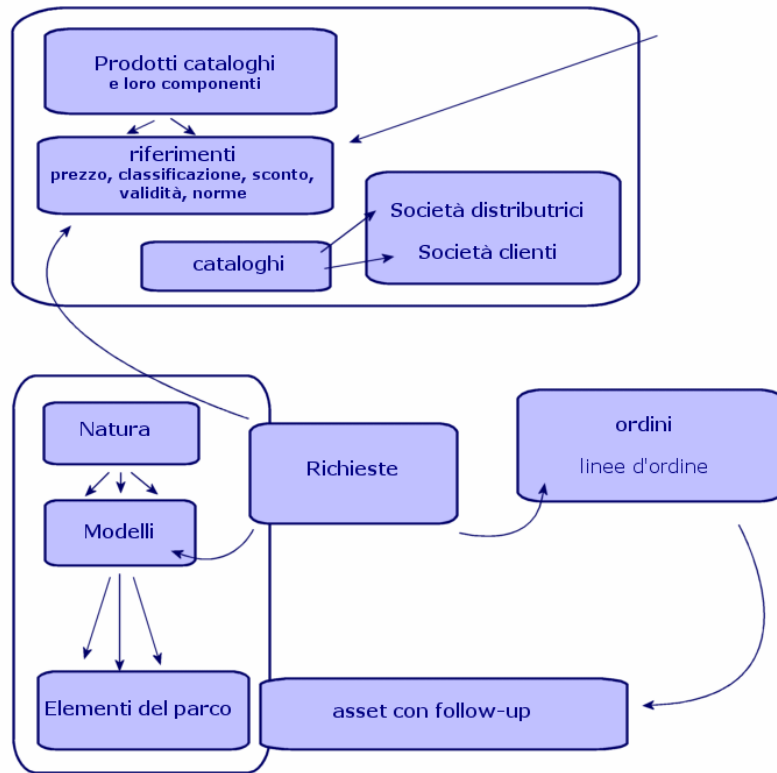 Prodotti cataloghi
e loro componenti
riferimenti
prezzo, classificazione, sconto,
validità, norme
Società distributrici
Società clienti
cataloghi
Natura
Modelli
Richieste
ordini
linee d'ordine
Elementi del parco
asset con follow-up